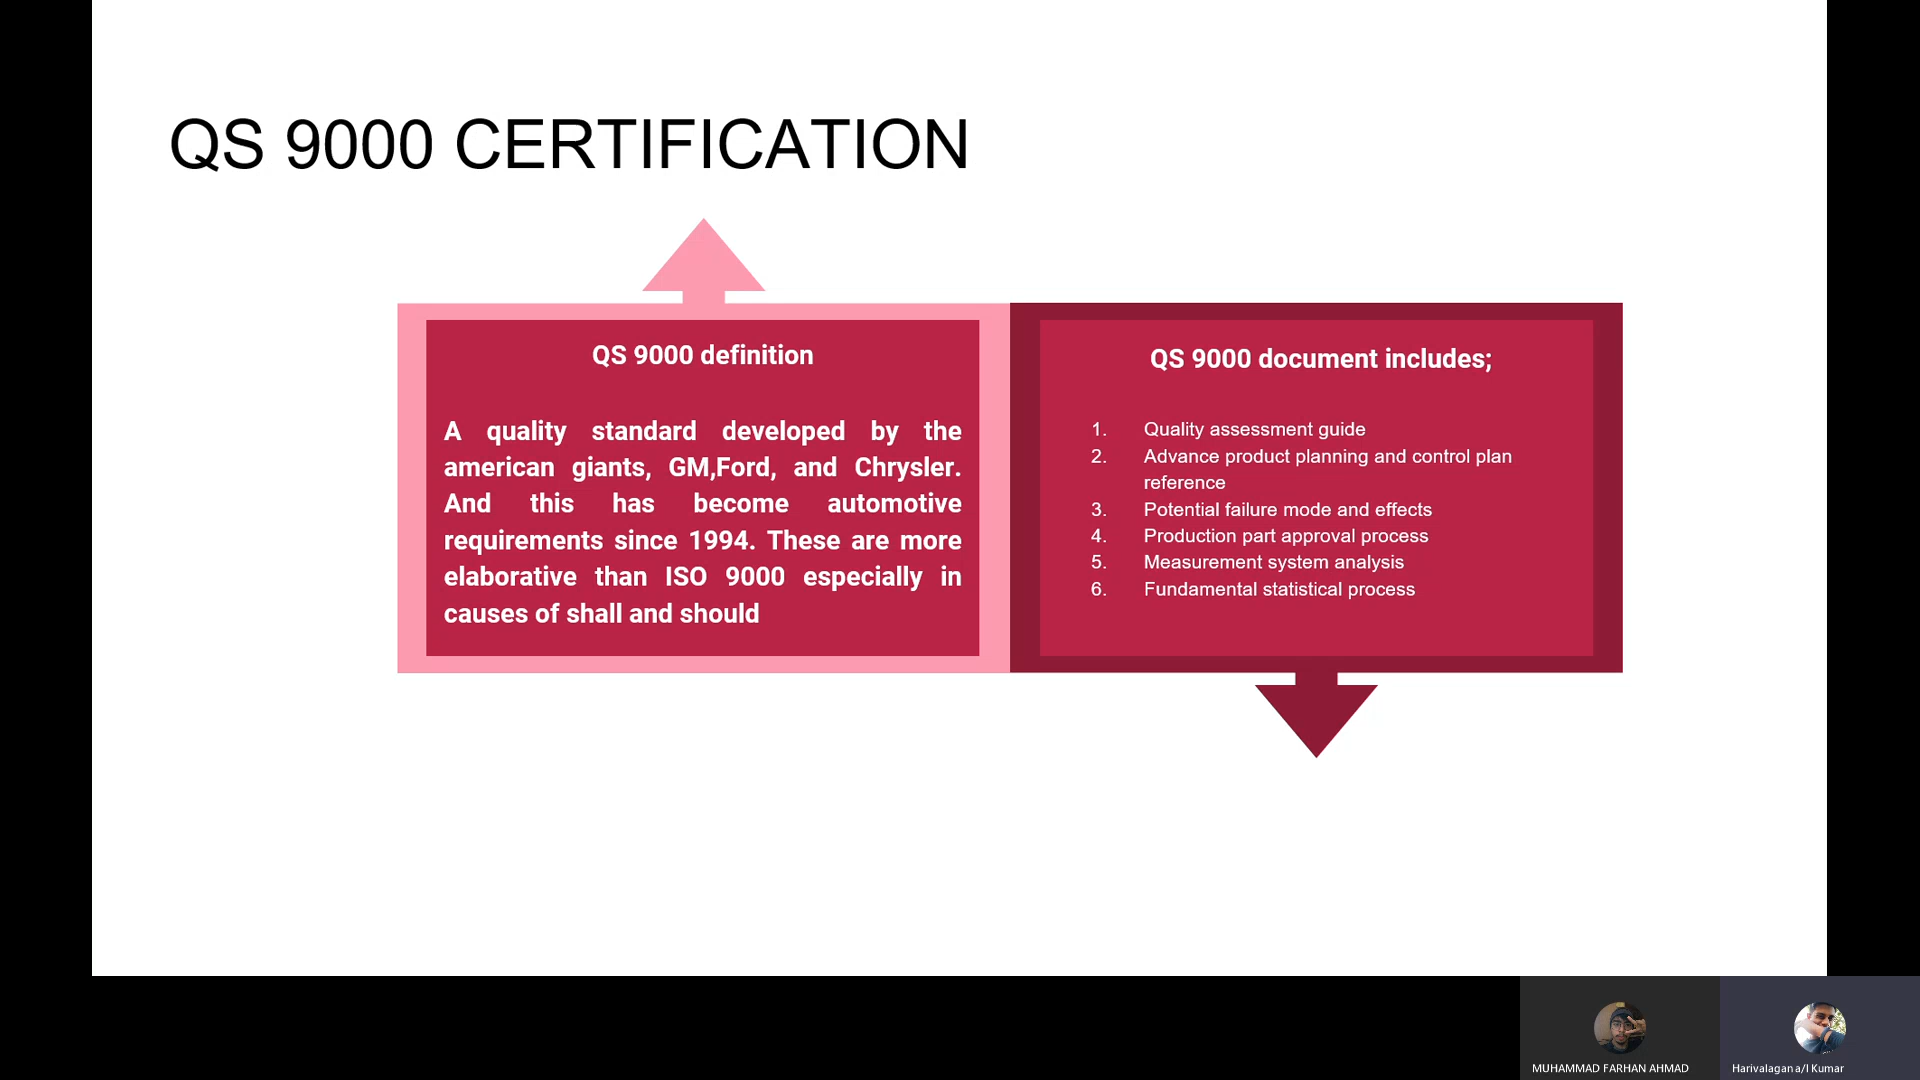 QS 9000 CERTIFICATION
QS 9000 definition
A quality standard developed by the
american giants, GM,Ford, and Chrysler.
And this has become automotive
requirements since 1994. These are more
elaborative than ISO 9000 especially in
causes of shall and should
QS 9000 document includes;
1. Quality assessment guide
2. Advance product planning and control plan
reference
3. Potential failure mode and effects
4. Production part approval process
5. Measurement system analysis
6. Fundamental statistical process
MUHAMMAD FARHAN AHMAD
Harivalagan a/l Kumar